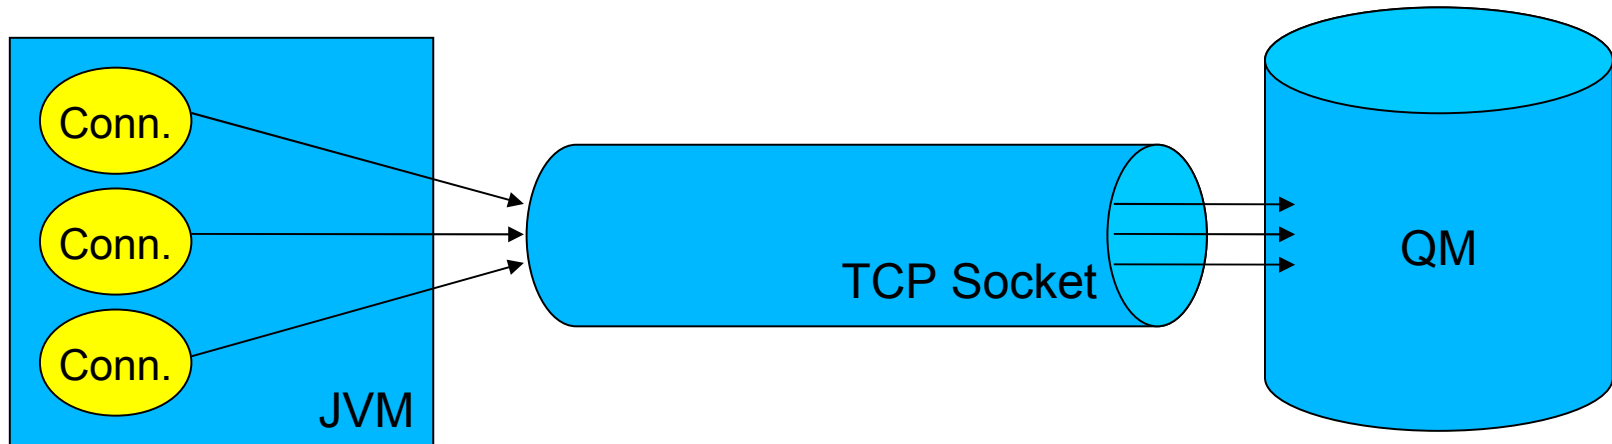 Conn.
Conn.
Conn.
JVM
TCP Socket
QM